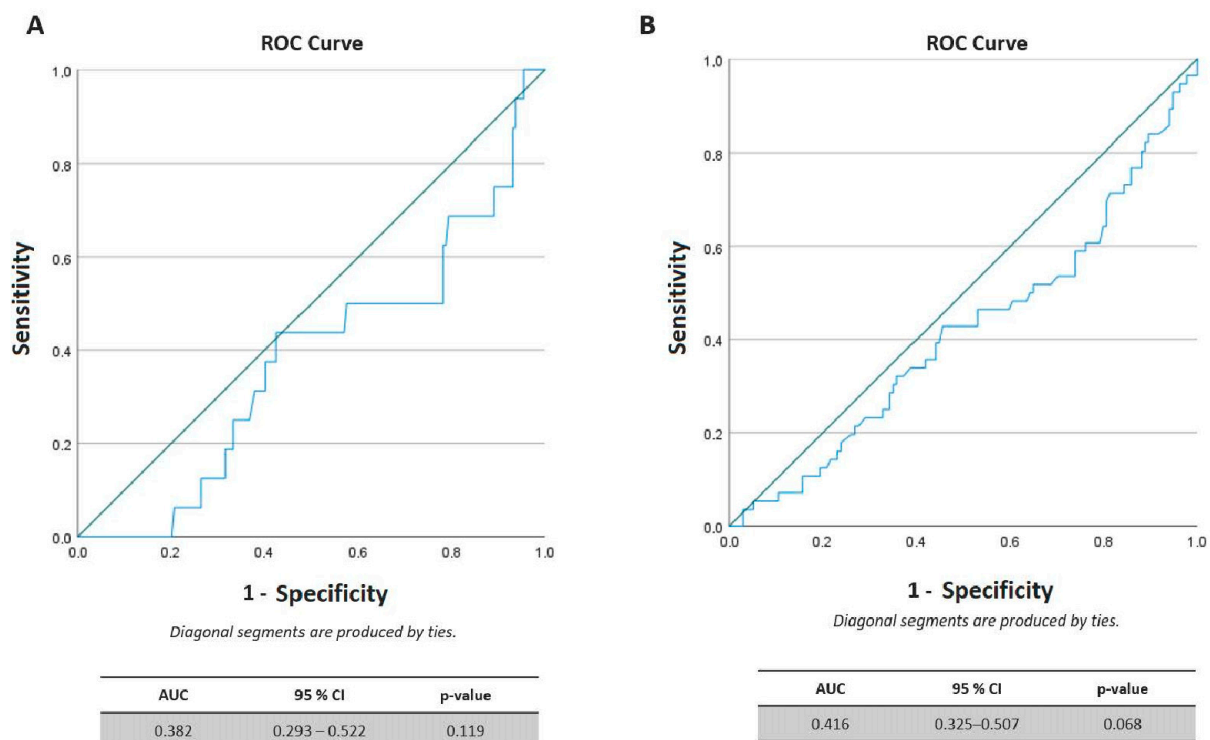 A
ROC Curve
1.0
0.8
0.6
0.4
0.2
0.0
0.0 0.2 0.4 0.6 0.8 1.0
Sensitivity
1 - Specificity
Diagonal segments are produced by ties.
AUC 95 % CI p-value
0.382 0.293 – 0.522 0.119
B
ROC Curve
1.0
0.8
0.6
0.4
0.2
0.0
0.0 0.2 0.4 0.6 0.8 1.0
Sensitivity
1 - Specificity
Diagonal segments are produced by ties.
AUC 95 % CI p-value
0.416 0.325–0.507 0.068